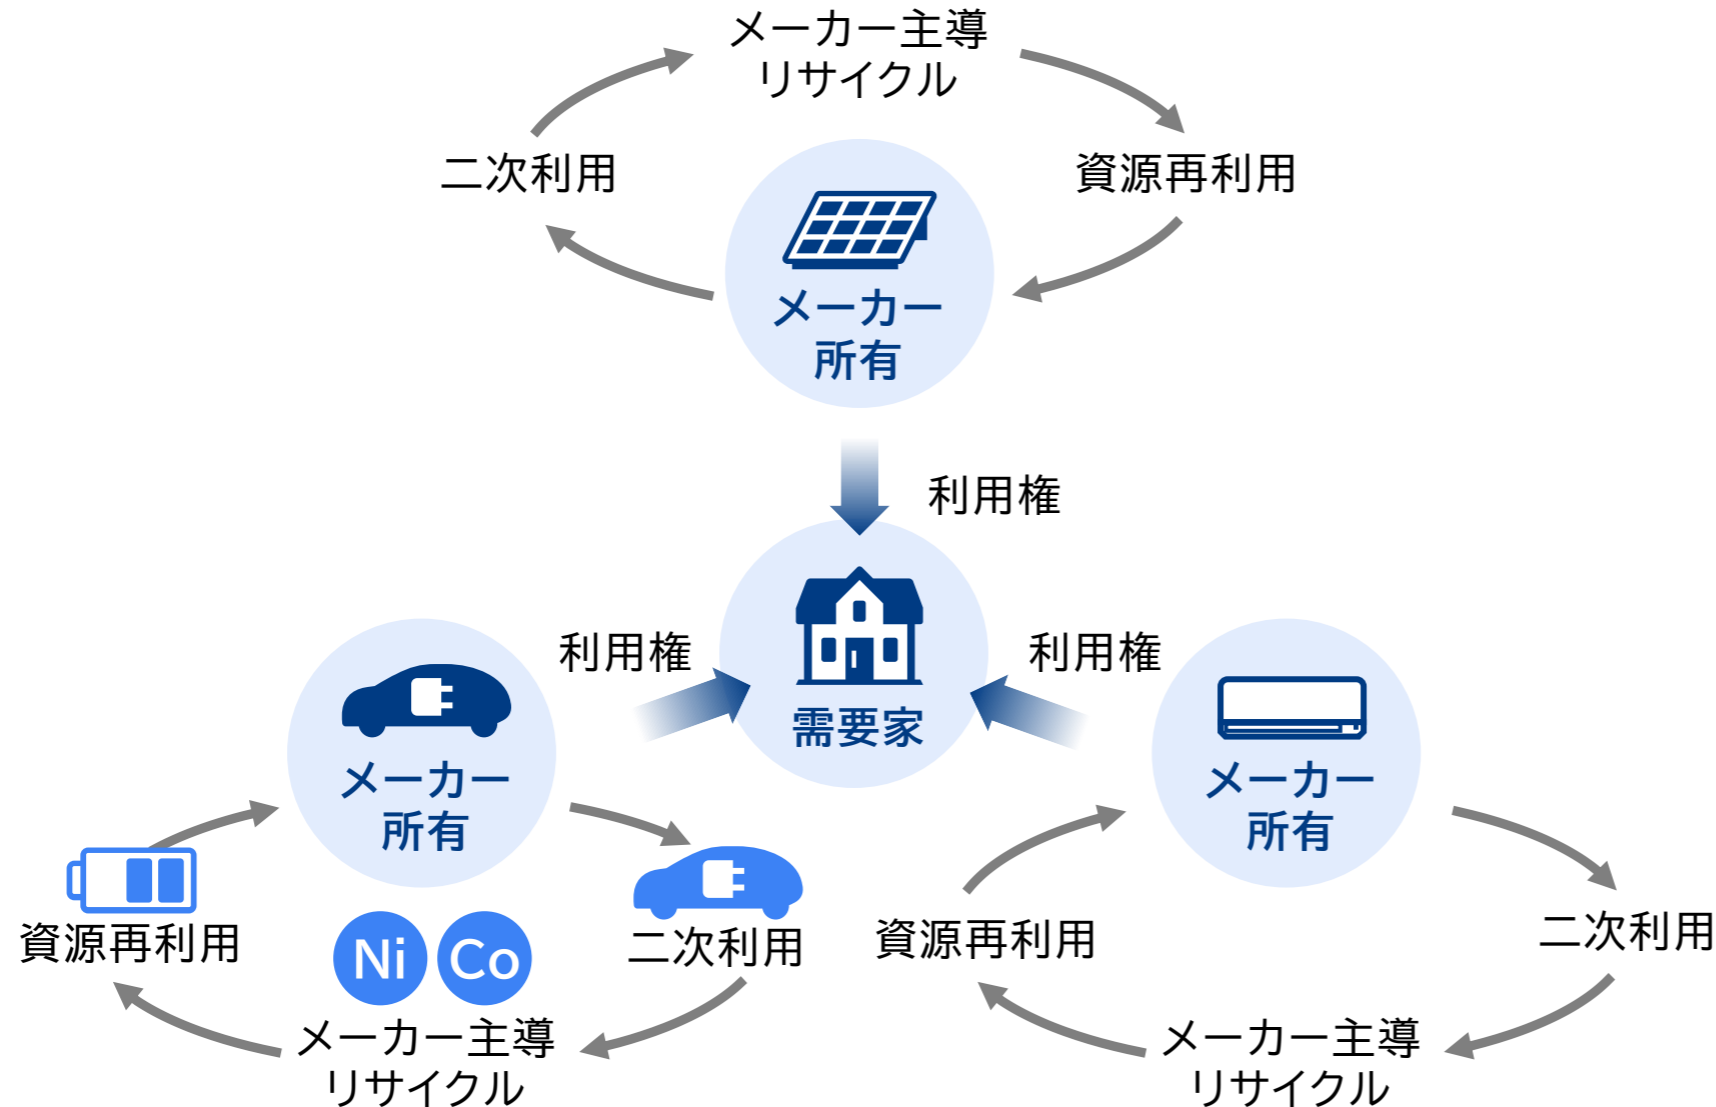 メーカー主導
リサイクル
二次利用
資源再利用
メーカー
所有
利用権
利用権
利用権
需要家
メーカー
所有
資源再利用
Ni
Co
二次利用
メーカー主導
リサイクル
メーカー
所有
資源再利用
二次利用
メーカー主導
リサイクル